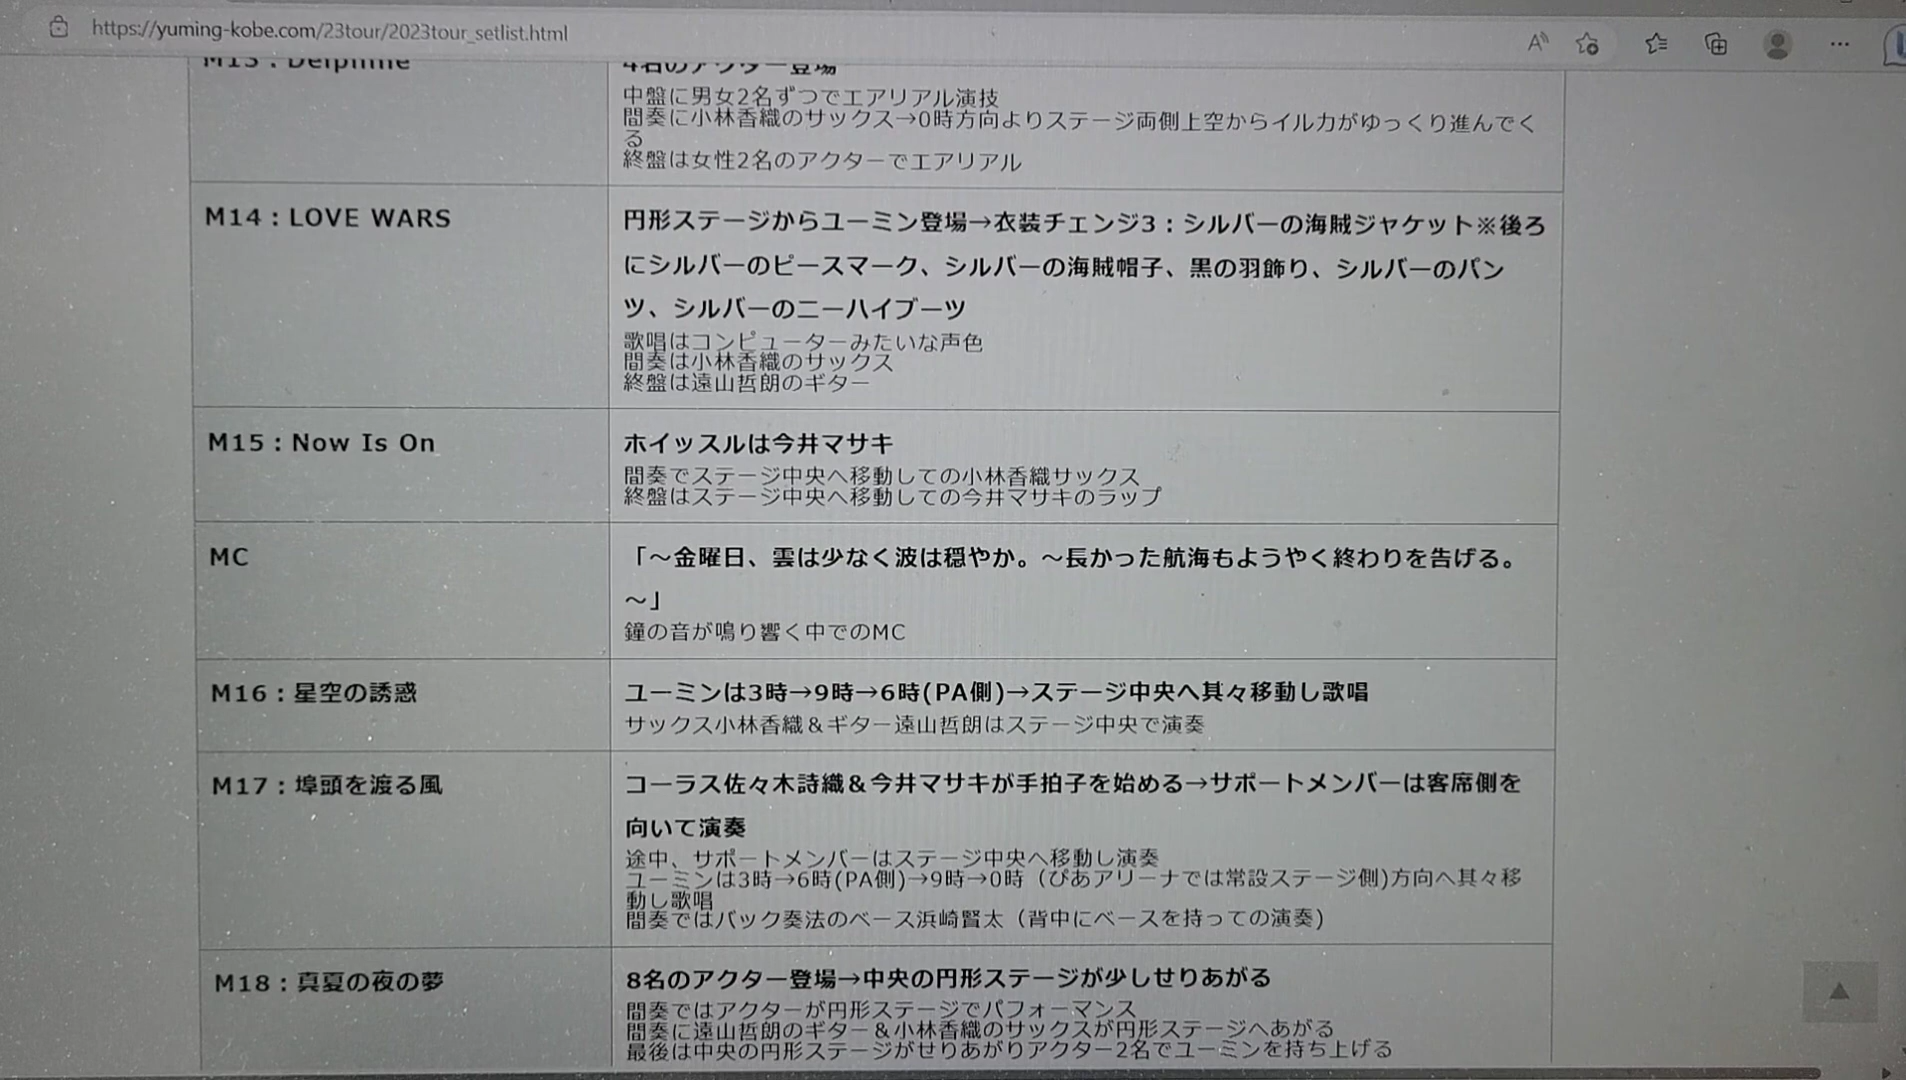 https://yuming-kobe.com/23tour/2023tour_setlist.html
M13：Delphine
4名のアクター登場
中盤に男女2名ずつでエアリアル演技
間奏に小林香織のサックス→0時方向よりステージ両側上空からイルカがゆっくり進んでく
る
終盤は女性2名のアクターでエアリアル
M14：LOVE WARS
円形ステージからユーミン登場→衣装チェンジ3：シルバーの海賊ジャケット※後ろ
にシルバーのピースマーク、シルバーの海賊帽子、黒の羽飾り、シルバーのパン
ツ、シルバーのニーハイブーツ
歌唱はコンピューターみたいな声色
間奏は小林香織のサックス
終盤は遠山哲朗のギター
M15：Now Is On
ホイッスルは今井マサキ
間奏でステージ中央へ移動しての小林香織サックス
終盤はステージ中央へ移動しての今井マサキのラップ
MC
「～金曜日、雲は少なく波は穏やか。～長かった航海もようやく終わりを告げる。
～」
鐘の音が鳴り響く中でのMC
M16：星空の誘惑
ユーミンは3時→9時→6時(PA側)→ステージ中央へ其々移動し歌唱
サックス小林香織＆ギター遠山哲朗はステージ中央で演奏
M17：埠頭を渡る風
コーラス佐々木詩織＆今井マサキが手拍子を始める→サポートメンバーは客席側を
向いて演奏
途中、サポートメンバーはステージ中央へ移動し演奏
ユーミンは3時→6時(PA側)→9時→0時（ぴあアリーナでは常設ステージ側)方向へ其々移
動し歌唱
間奏ではバック奏法のベース浜崎賢太（背中にベースを持っての演奏)
M18：真夏の夜の夢
8名のアクター登場→中央の円形ステージが少しせりあがる
間奏ではアクターが円形ステージでパフォーマンス
間奏に遠山哲朗のギター＆小林香織のサックスが円形ステージへあがる
最後は中央の円形ステージがせりあがりアクター2名でユーミンを持ち上げる